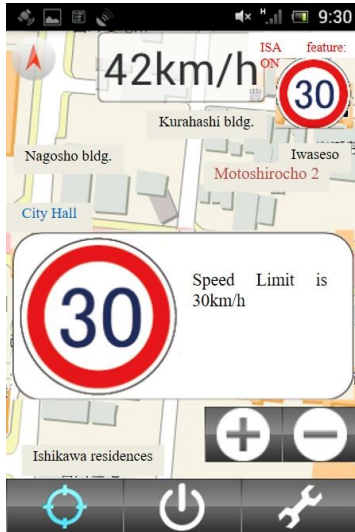 H
9:30
42km/h
ISA feature:
ON
30
Kurahashi bldg.
Nagosho bldg.
Iwaseso
Motoshirocho 2
City Hall
30
Speed Limit is
30km/h
Ishikawa residences